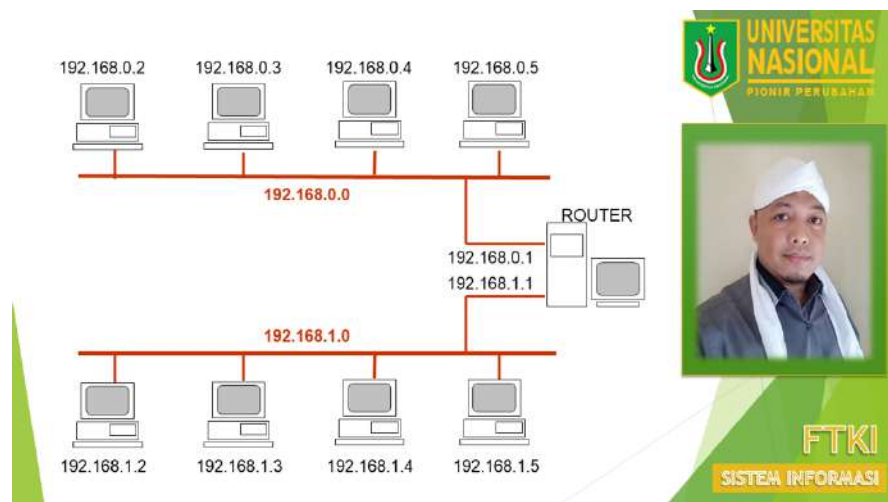 192.168.0.2 192.168.0.3 192.168.0.4 192.168.0.5
192.168.0.0
ROUTER
192.168.0.1
192.168.1.1
192.168.1.0
192.168.1.2 192.168.1.3 192.168.1.4 192.168.1.5
UNIVERSITAS
NASIONAL
PIONIR PERUBAHAN
FTKI
SISTEM INFORMASI